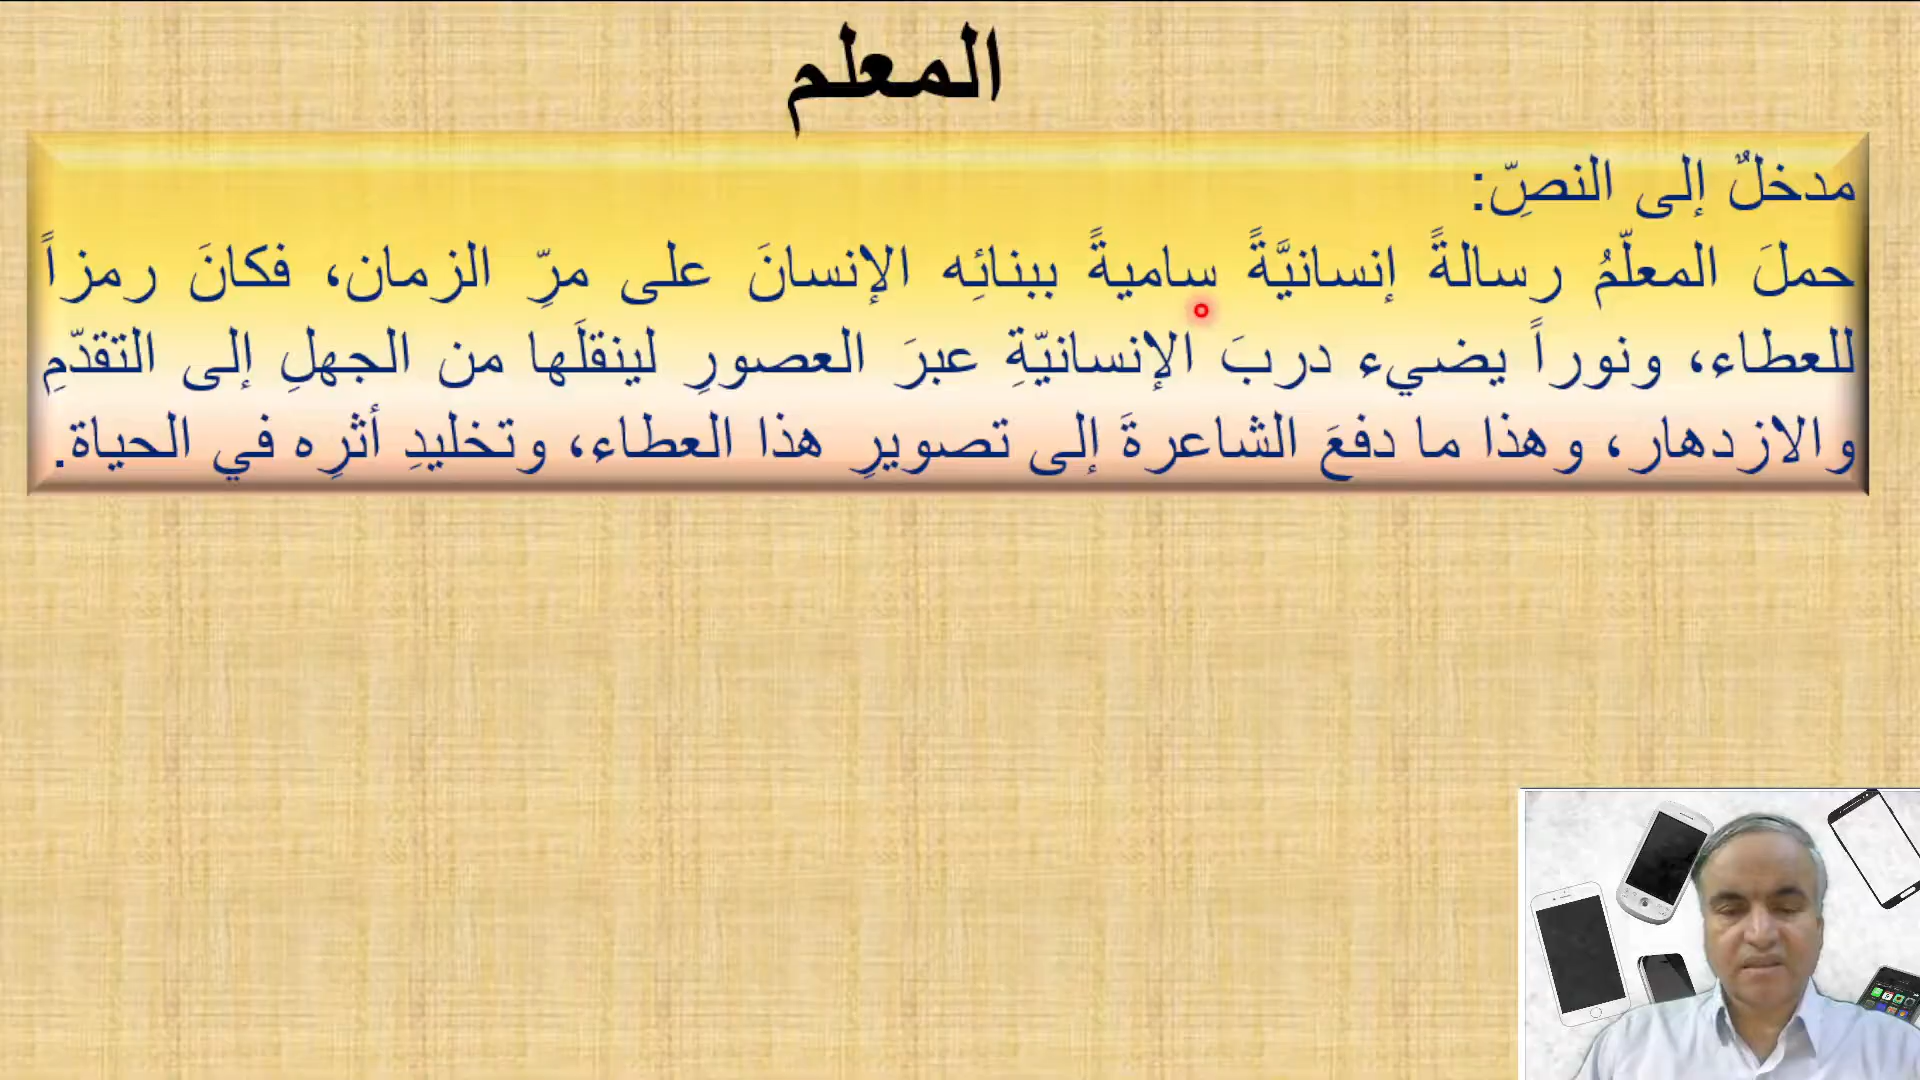 المعلم
مدخلٌ إلى النصِّ:
حملَ المعلّمُ رسالةً إنسانيَّةً ساميةً ببنائِه الإنسانَ على مرِّ الزمان، فكانَ رمزاً
للعطاء، ونوراً يضيء دربَ الإنسانيّةِ عبرَ العصورِ لينقلَها من الجهلِ إلى التقدّمِ
والازدهار، وهذا ما دفعَ الشاعرةَ إلى تصويرِ هذا العطاء، وتخليدِ أثرِه في الحياة.